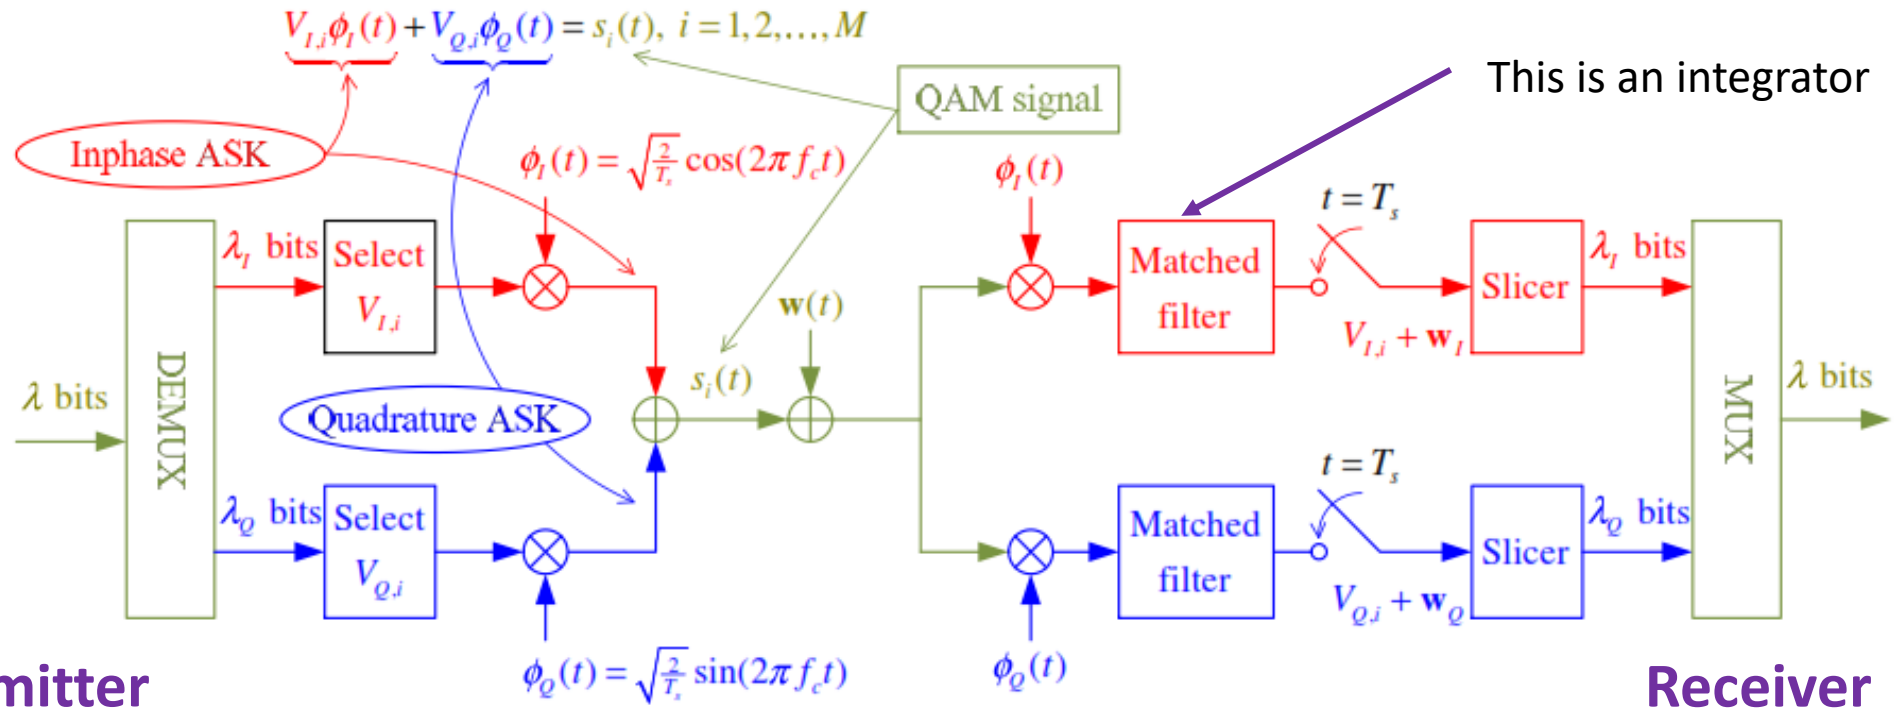 V_{I,i}ϕ_I(t) + V_{Q,i}ϕ_Q(t) = s_i(t), i = 1,2,…,M
This is an integrator
QAM signal
Inphase ASK
ϕ_I(t) = √(2/T_s) cos(2πf_c t)
ϕ_I(t)
t = T_s
λ_I bits
Select
V_{I,i}
Matched
filter
Slicer
λ_I bits
w(t)
V_{I,i} + w_I
s_i(t)
λ bits
DEMUX
Quadrature ASK
MUX
λ bits
t = T_s
λ_Q bits
Select
V_{Q,i}
Matched
filter
Slicer
λ_Q bits
V_{Q,i} + w_Q
ϕ_Q(t) = √(2/T_s) sin(2πf_c t)
ϕ_Q(t)
mitter
Receiver